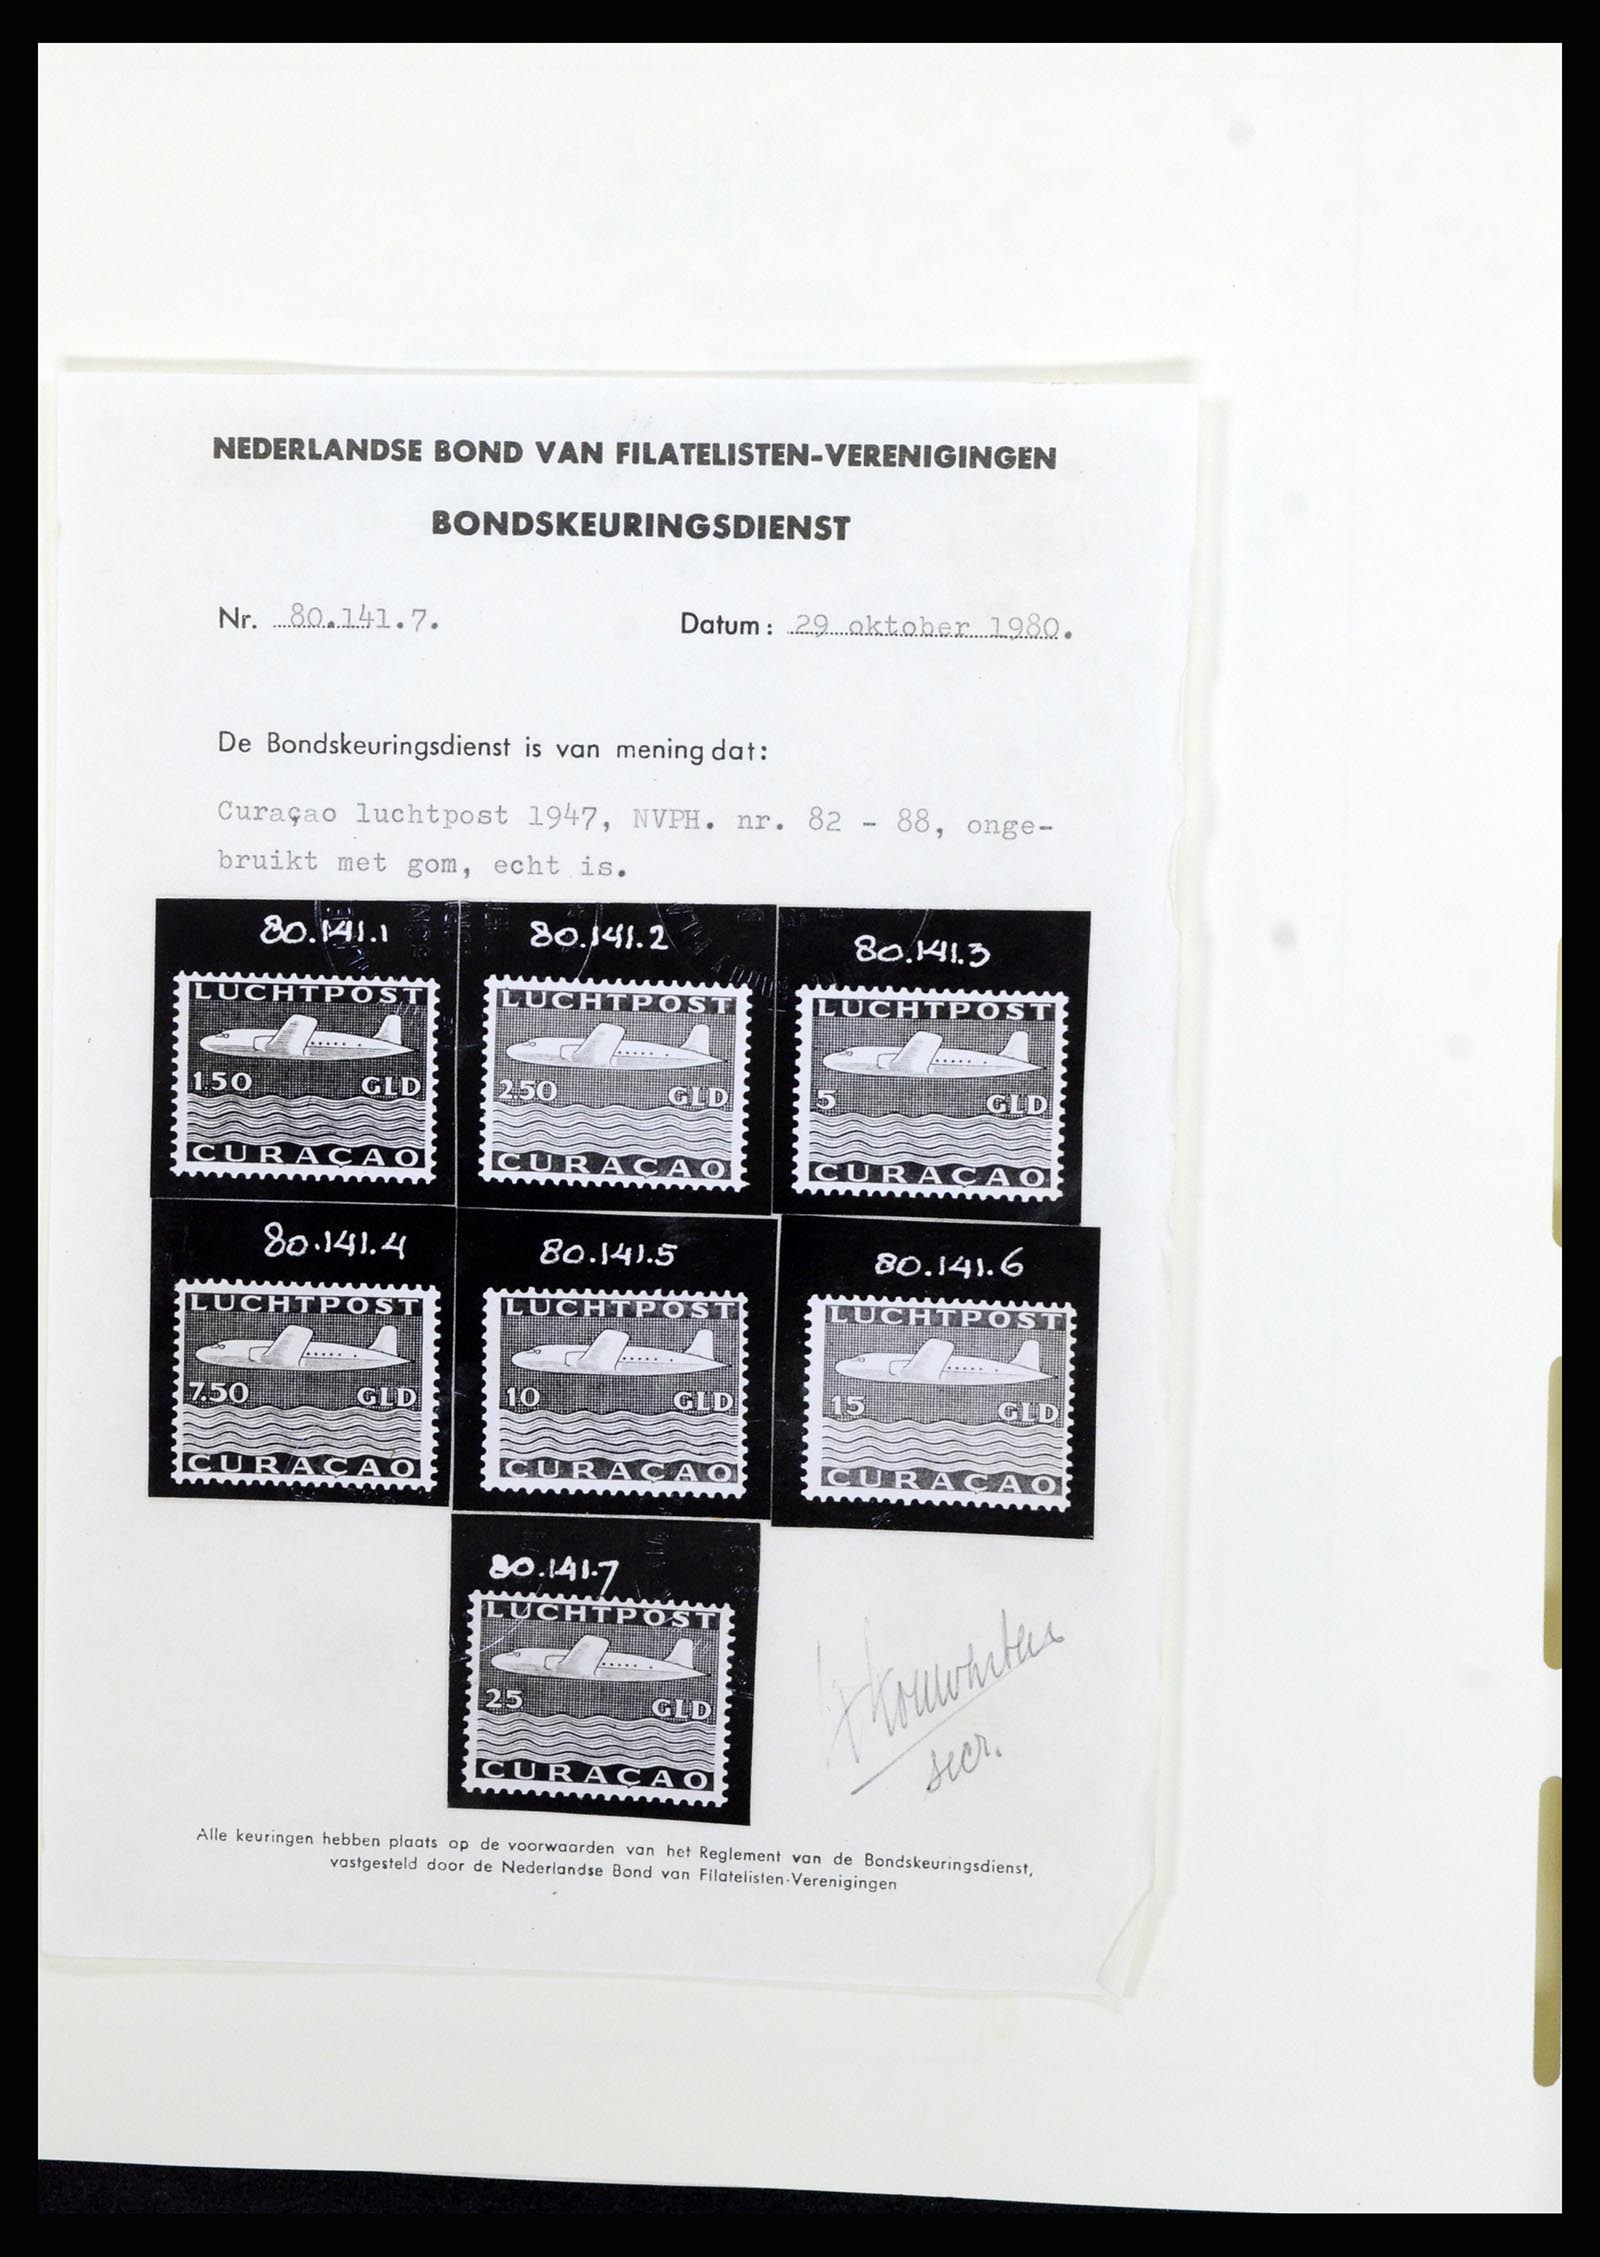 NEDERLANDSE BOND VAN FILATELISTEN-VERENIGINGEN
BONDSKEURINGSDIENST
Nr. 80.141.7. Datum: 29 oktober 1980.
De Bondskeuringsdienst is van mening dat:
Curaçao luchtpost 1947, NVPH. nr. 82 - 88, onge-
bruikt met gom, echt is.
80.141.1 80.141.2 80.141.3
LUCHTPOST LUCHTPOST LUCHTPOST
1.50 GLD 2.50 GLD 5 GLD
CURAÇAO CURAÇAO CURAÇAO
80.141.4 80.141.5 80.141.6
LUCHTPOST LUCHTPOST LUCHTPOST
7.50 GLD 10 GLD 15 GLD
CURAÇAO CURAÇAO CURAÇAO
80.141.7
LUCHTPOST
25 GLD
CURAÇAO
secr.
Alle keuringen hebben plaats op de voorwaarden van het Reglement van de Bondskeuringsdienst,
vastgesteld door de Nederlandse Bond van Filatelisten-Verenigingen